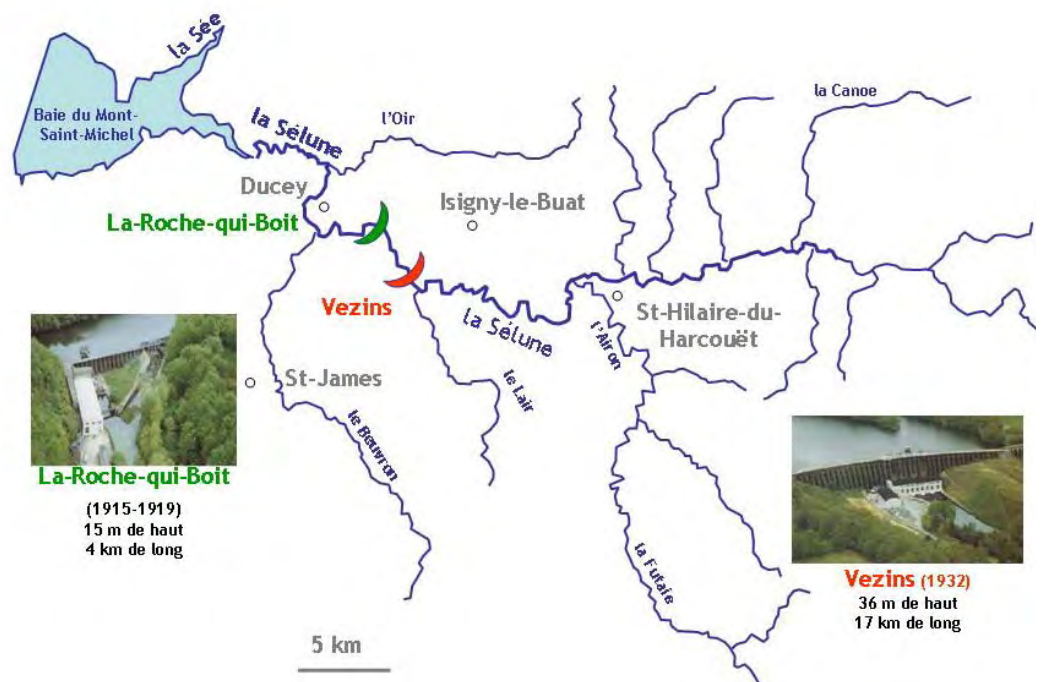 la Sée
Baie du Mont-
Saint-Michel
la Sélune
l'Oir
la Canoe
Ducey
Isigny-le-Buat
La-Roche-qui-Boit
Vezins
la Sélune
l'Airon
St-Hilaire-du-
Harcouët
St-James
le Lair
le Beuvron
La-Roche-qui-Boit
(1915-1919)
15 m de haut
4 km de long
la Futaie
Vezins (1932)
36 m de haut
17 km de long
5 km